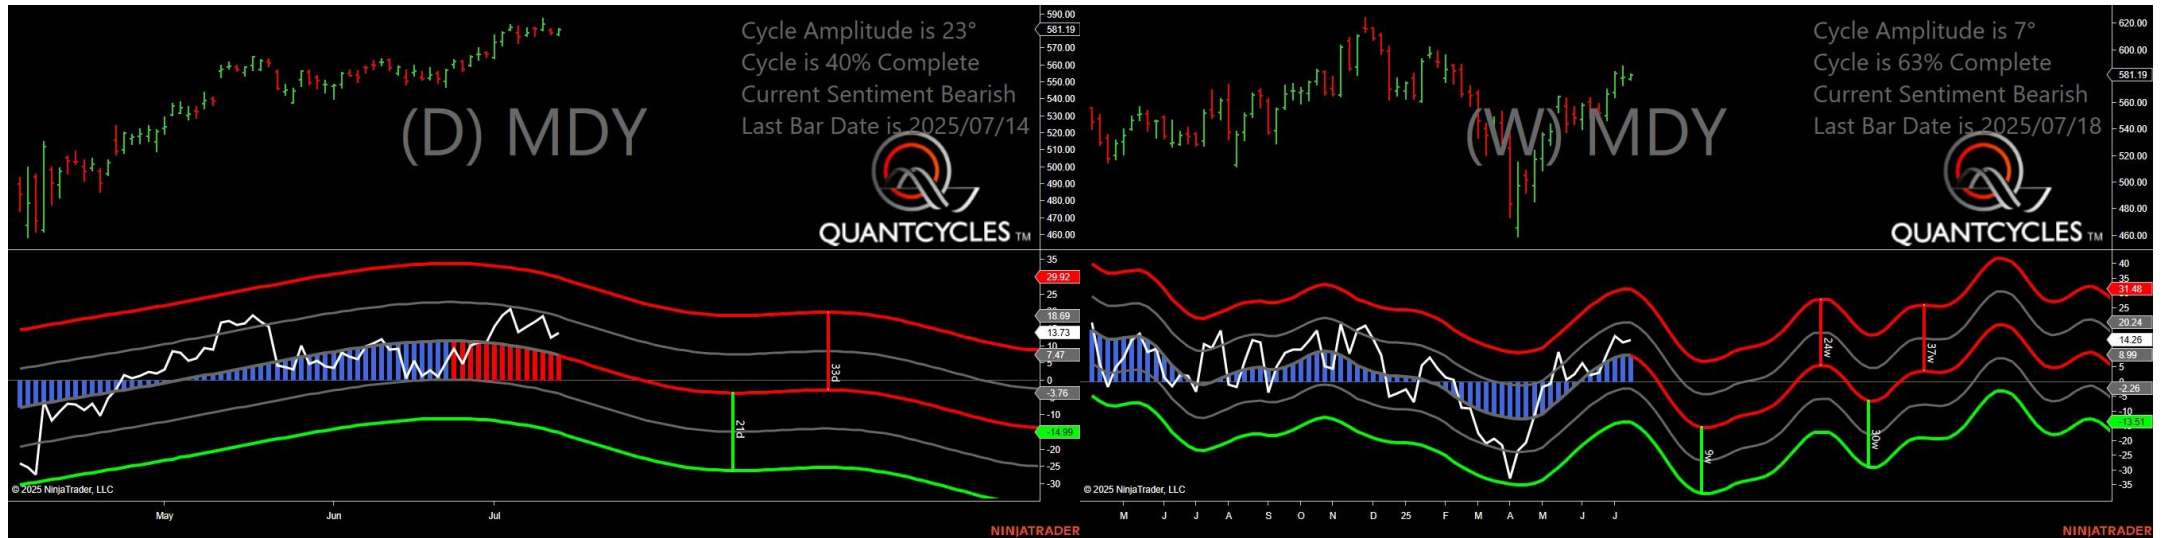 Cycle Amplitude is 23°
Cycle is 40% Complete
Current Sentiment Bearish
Last Bar Date is 2025/07/14
(D) MDY
QUANTCYCLES TM
590.00
581.19
570.00
560.00
550.00
540.00
530.00
520.00
510.00
500.00
490.00
480.00
470.00
460.00
35
29.92
25
18.69
13.73
10
7.47
0
-3.76
-10
-14.99
-20
-25
-30
33d
21d
© 2025 NinjaTrader, LLC
May
Jun
Jul
NINJATRADER
Cycle Amplitude is 7°
Cycle is 63% Complete
Current Sentiment Bearish
Last Bar Date is 2025/07/18
(W) MDY
QUANTCYCLES TM
620.00
600.00
581.19
560.00
540.00
520.00
500.00
480.00
460.00
40
35
31.48
25
20.24
14.26
8.99
5
0
-2.26
-5
-10
-13.51
-20
-25
-30
-35
24w
37w
9w
30w
© 2025 NinjaTrader, LLC
M
J
J
A
S
O
N
D
25
F
M
A
M
J
J
NINJATRADER